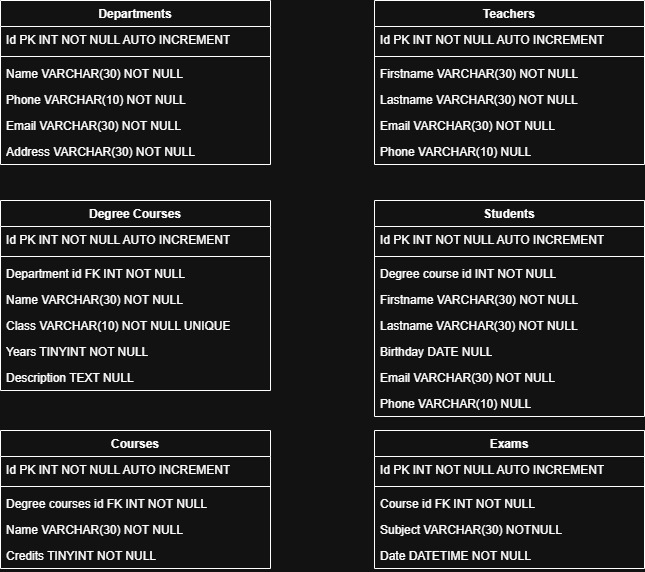 Departments
Id PK INT NOT NULL AUTO INCREMENT
Name VARCHAR(30) NOT NULL
Phone VARCHAR(10) NOT NULL
Email VARCHAR(30) NOT NULL
Address VARCHAR(30) NOT NULL
Teachers
Id PK INT NOT NULL AUTO INCREMENT
Firstname VARCHAR(30) NOT NULL
Lastname VARCHAR(30) NOT NULL
Email VARCHAR(30) NOT NULL
Phone VARCHAR(10) NULL
Degree Courses
Id PK INT NOT NULL AUTO INCREMENT
Department id FK INT NOT NULL
Name VARCHAR(30) NOT NULL
Class VARCHAR(10) NOT NULL UNIQUE
Years TINYINT NOT NULL
Description TEXT NULL
Students
Id PK INT NOT NULL AUTO INCREMENT
Degree course id INT NOT NULL
Firstname VARCHAR(30) NOT NULL
Lastname VARCHAR(30) NOT NULL
Birthday DATE NULL
Email VARCHAR(30) NOT NULL
Phone VARCHAR(10) NULL
Courses
Id PK INT NOT NULL AUTO INCREMENT
Degree courses id FK INT NOT NULL
Name VARCHAR(30) NOT NULL
Credits TINYINT NOT NULL
Exams
Id PK INT NOT NULL AUTO INCREMENT
Course id FK INT NOT NULL
Subject VARCHAR(30) NOTNULL
Date DATETIME NOT NULL